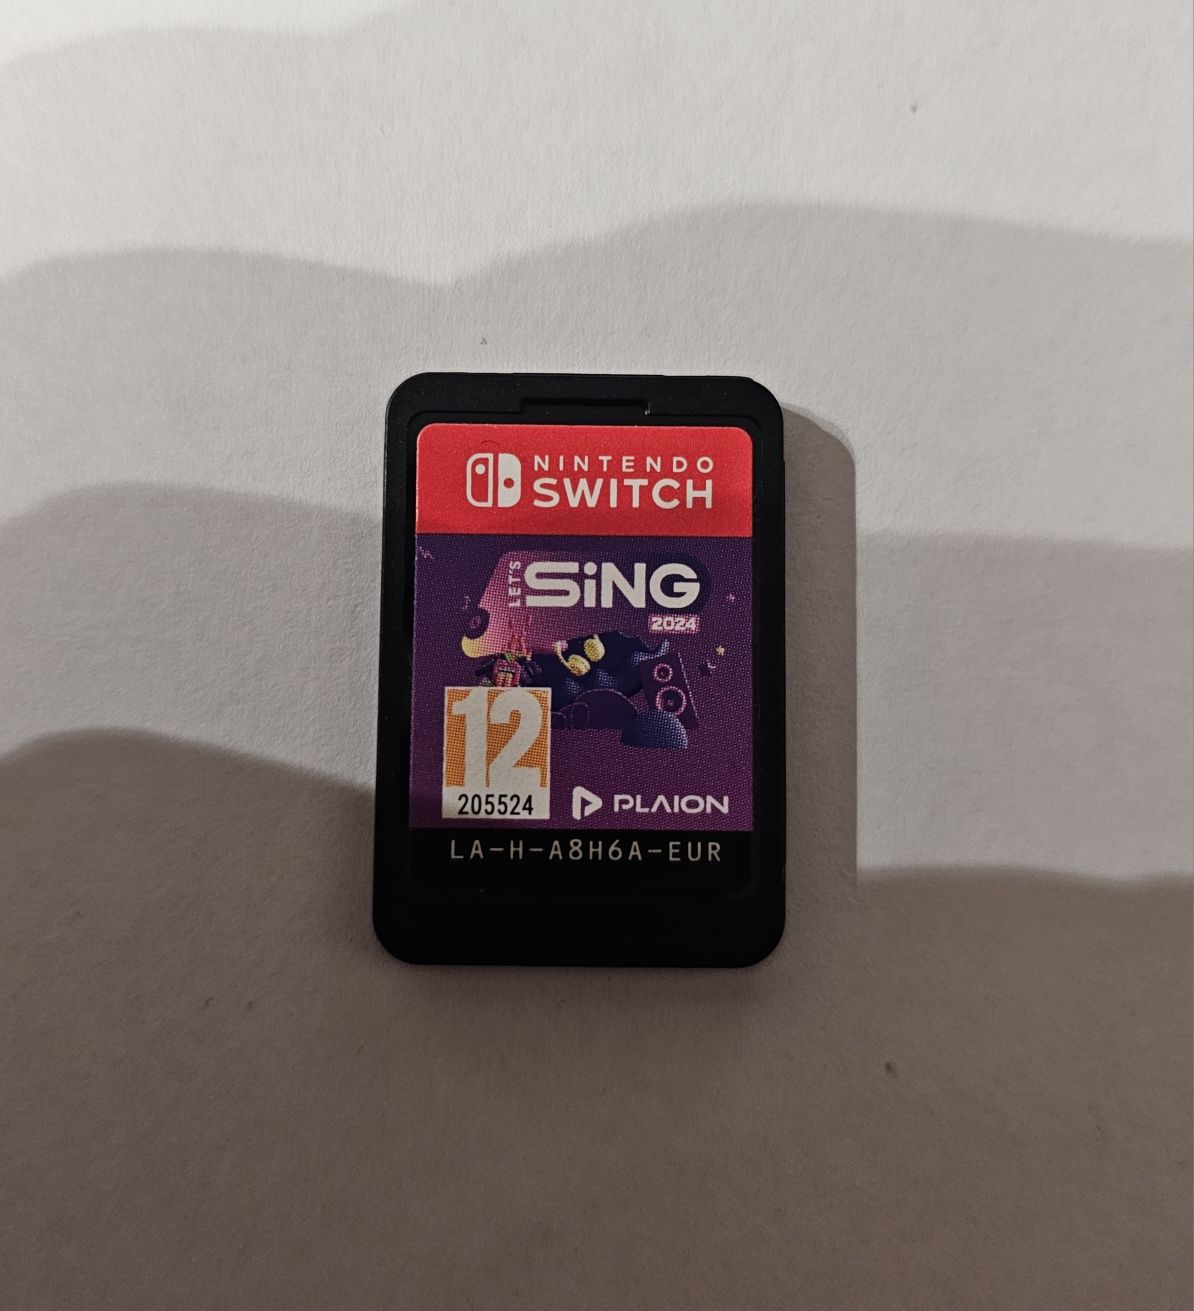 NINTENDO
SWITCH
LET'S
SiNG
2024
12
205524
PLAION
LA-H-A8H6A-EUR